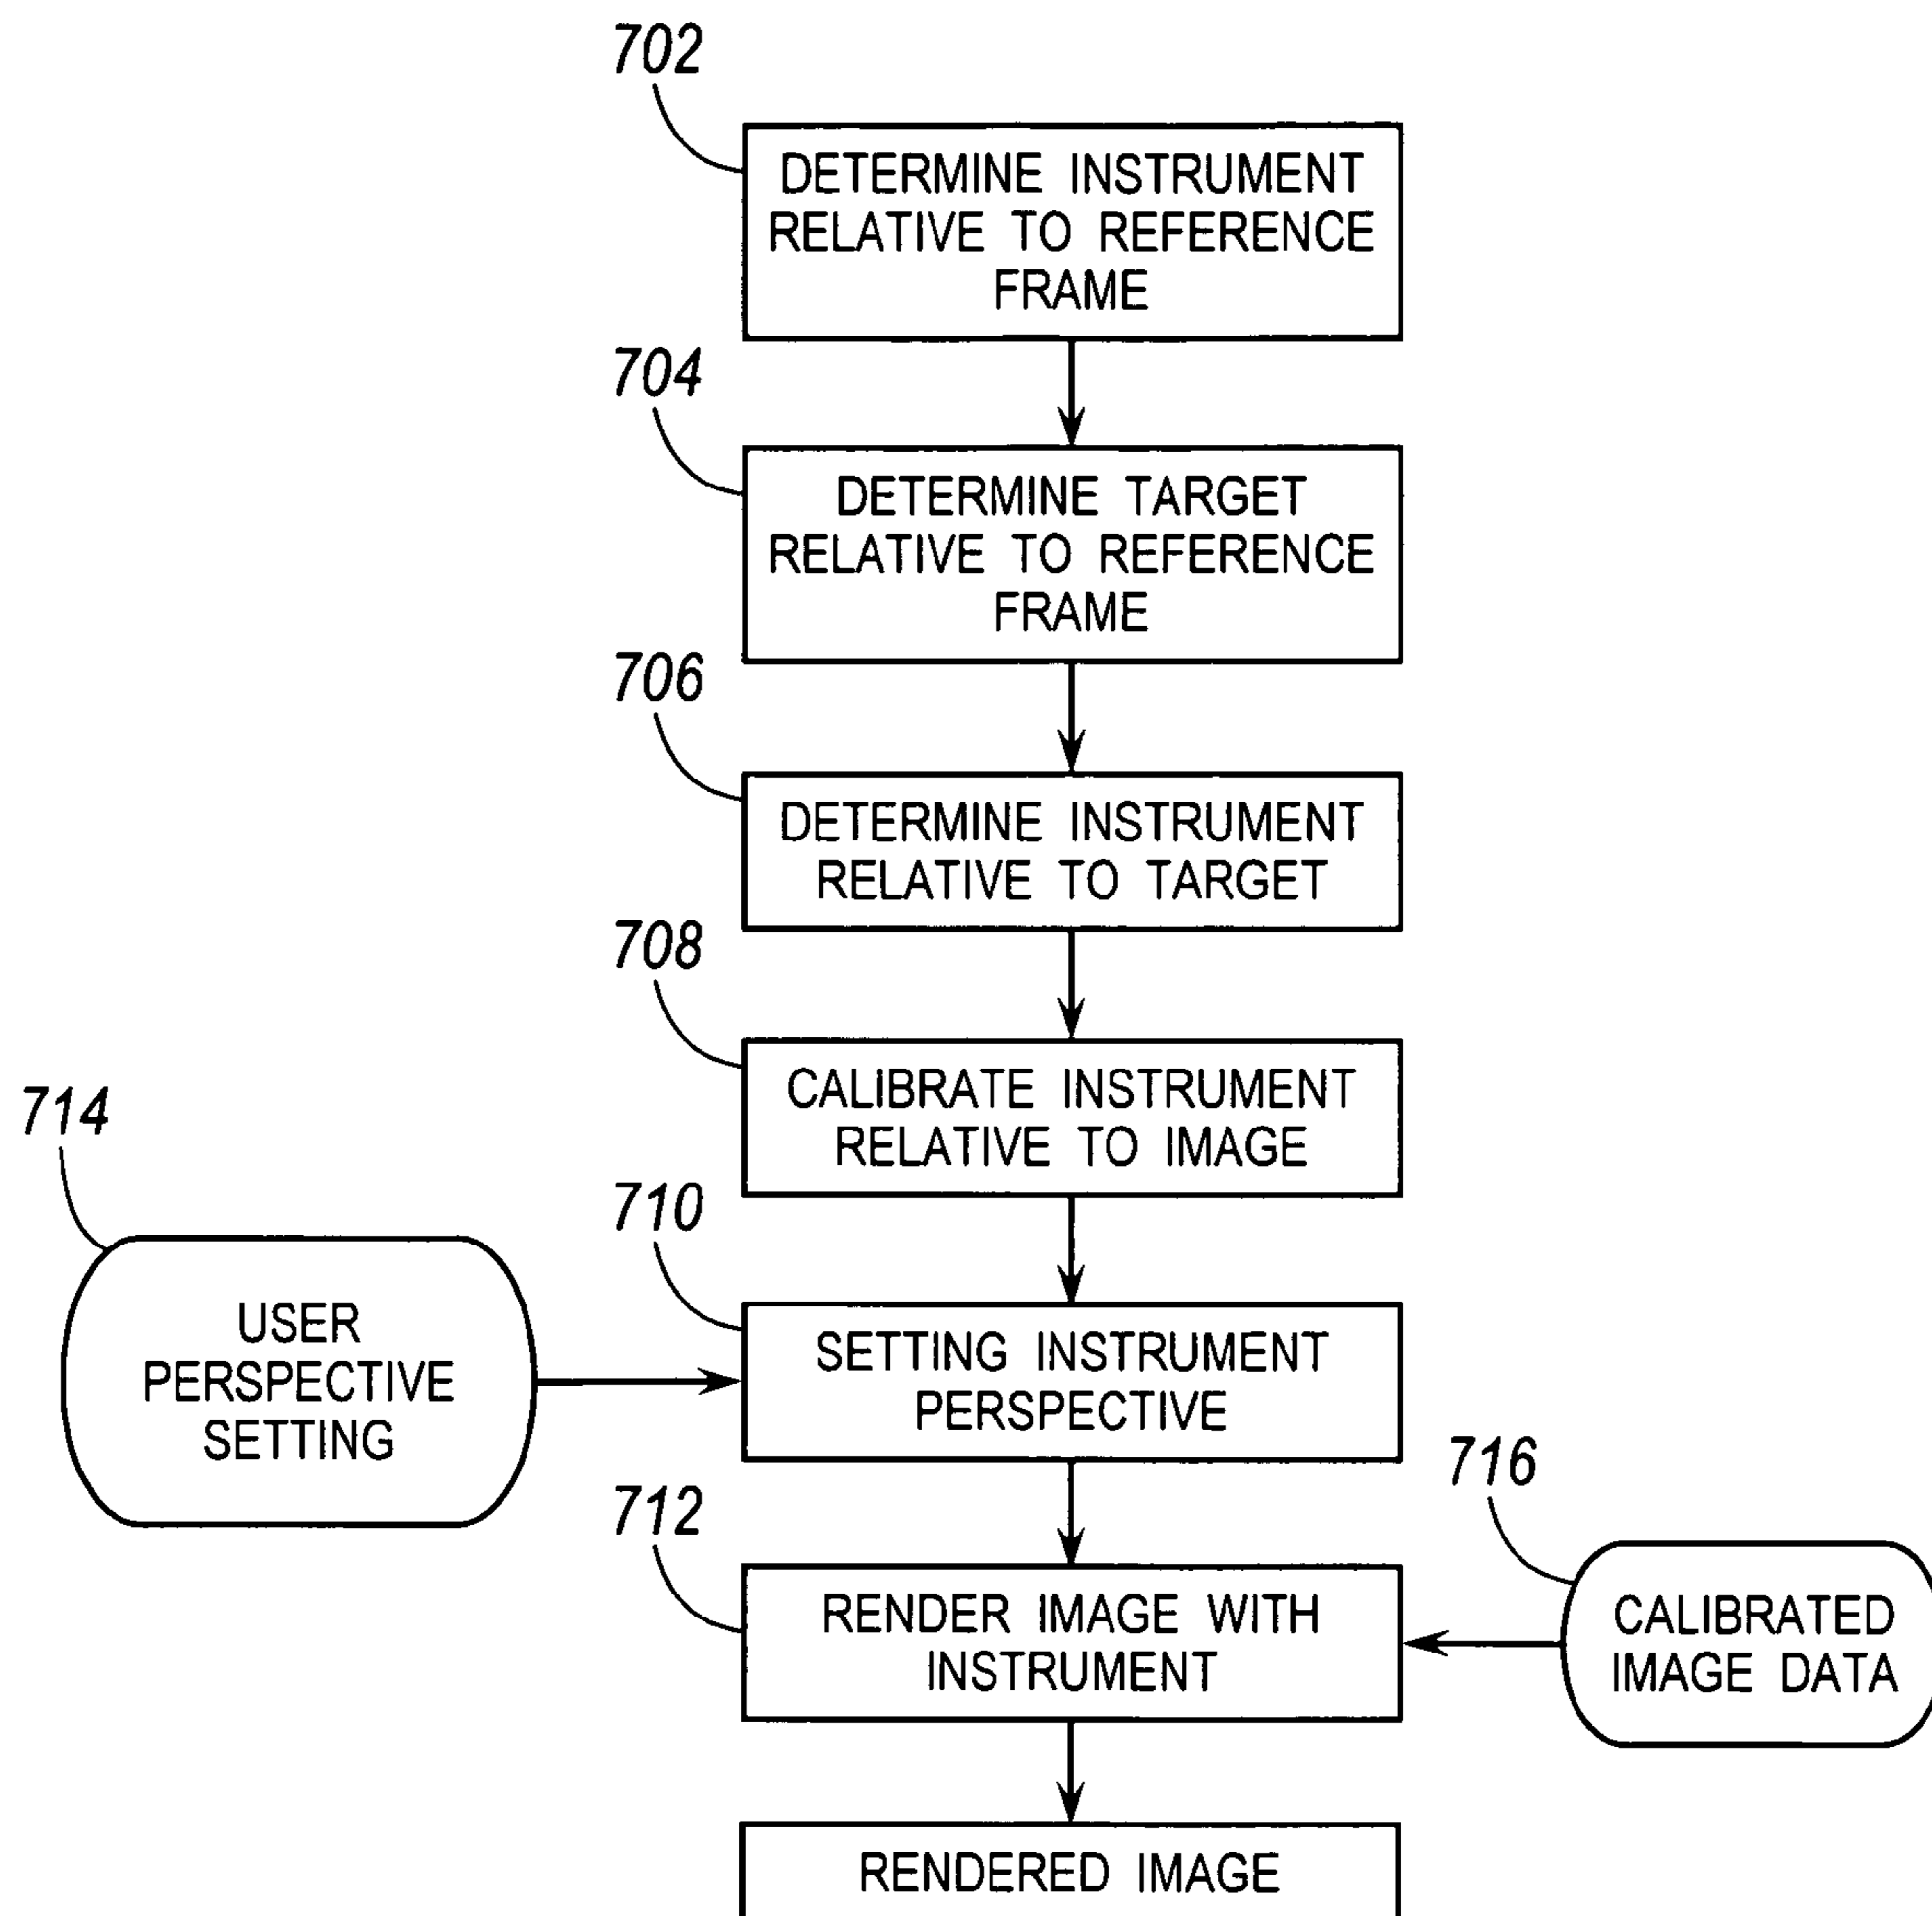 702
DETERMINE INSTRUMENT
RELATIVE TO REFERENCE
FRAME
704
DETERMINE TARGET
RELATIVE TO REFERENCE
FRAME
706
DETERMINE INSTRUMENT
RELATIVE TO TARGET
708
CALIBRATE INSTRUMENT
RELATIVE TO IMAGE
714
USER
PERSPECTIVE
SETTING
710
SETTING INSTRUMENT
PERSPECTIVE
712
RENDER IMAGE WITH
INSTRUMENT
716
CALIBRATED
IMAGE DATA
RENDERED IMAGE